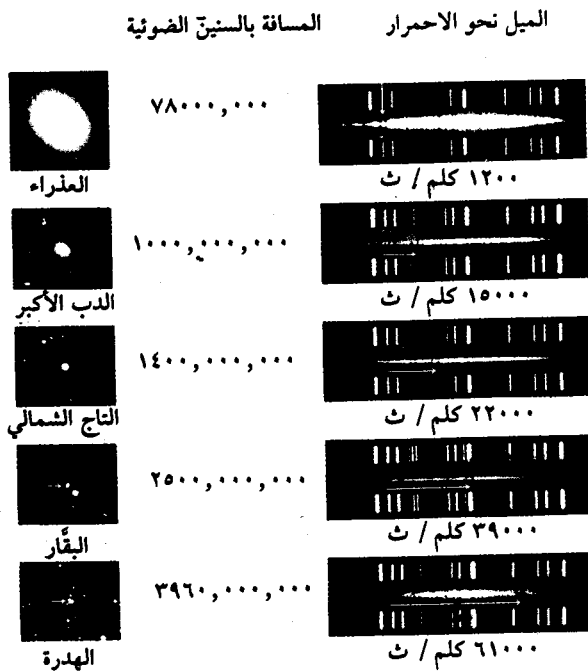 الميل نحو الاحمرار
المسافة بالسنين الضوئية
٧٨٠٠٠,٠٠٠
العذراء
١٢٠٠ كلم / ث
١٠٠٠,٠٠٠,٠٠٠
الدب الأكبر
١٥٠٠٠ كلم / ث
١٤٠٠,٠٠٠,٠٠٠
التاج الشمالي
٢٢٠٠٠ كلم / ث
٢٥٠٠,٠٠٠,٠٠٠
البقَّار
٣٩٠٠٠ كلم / ث
٣٩٦٠,٠٠٠,٠٠٠
الهدرة
٦١٠٠٠ كلم / ث